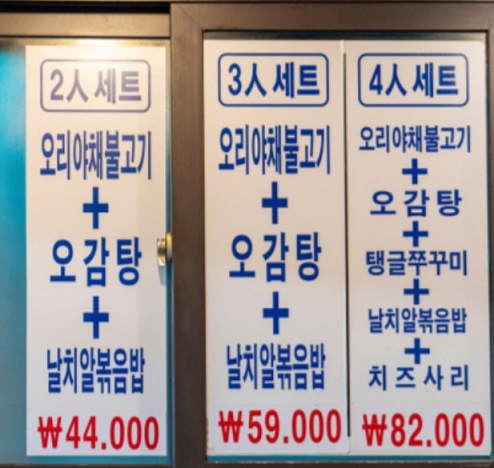 2人세트
오리야채불고기
+
오감탕
+
날치알볶음밥
₩44.000
3人세트
오리야채불고기
+
오감탕
+
날치알볶음밥
₩59.000
4人세트
오리야채불고기
+
오감탕
+
탱글쭈꾸미
+
날치알볶음밥
+
치즈사리
₩82.000